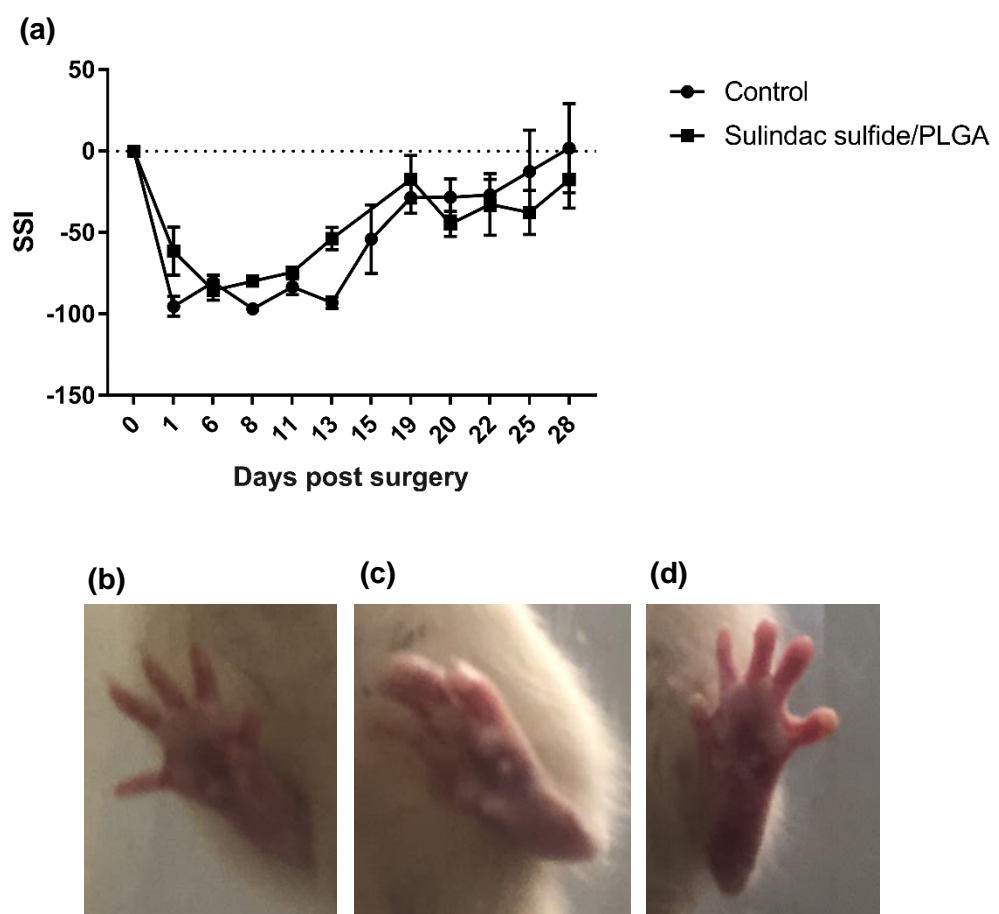 (a)
50
0
-50
-100
-150
SSI
0 1 6 8 11 13 15 19 20 22 25 28
Days post surgery
Control
Sulindac sulfide/PLGA
(b) (c) (d)